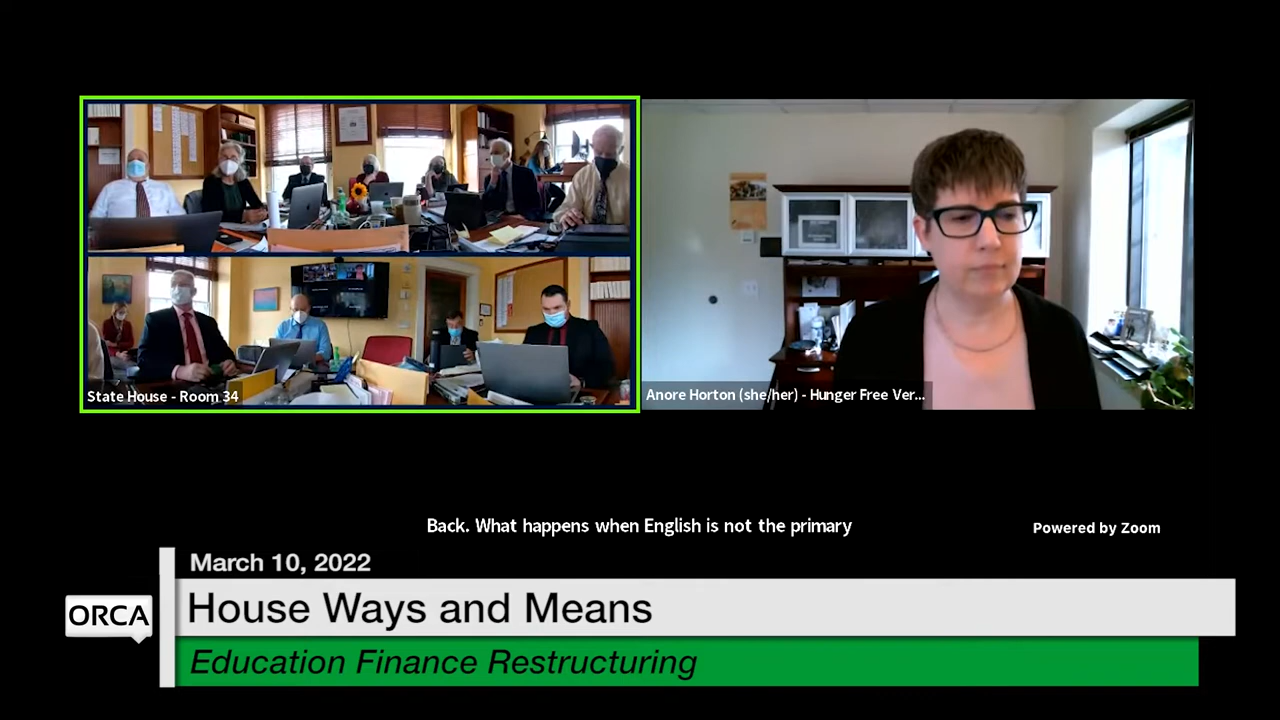 State House - Room 34
Anore Horton (she/her) - Hunger Free Ver...
Back. What happens when English is not the primary
Powered by Zoom
March 10, 2022
ORCA
House Ways and Means
Education Finance Restructuring